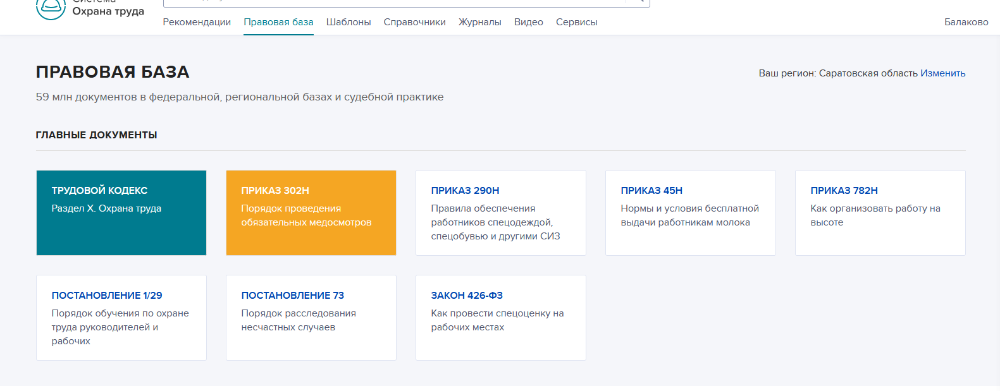 Система
Охрана труда
Рекомендации Правовая база Шаблоны Справочники Журналы Видео Сервисы Балаково
ПРАВОВАЯ БАЗА
Ваш регион: Саратовская область Изменить
59 млн документов в федеральной, региональной базах и судебной практике
ГЛАВНЫЕ ДОКУМЕНТЫ
ТРУДОВОЙ КОДЕКС
Раздел X. Охрана труда
ПРИКАЗ 302Н
Порядок проведения
обязательных медосмотров
ПРИКАЗ 290Н
Правила обеспечения
работников спецодеждой,
спецобувью и другими СИЗ
ПРИКАЗ 45Н
Нормы и условия бесплатной
выдачи работникам молока
ПРИКАЗ 782Н
Как организовать работу на
высоте
ПОСТАНОВЛЕНИЕ 1/29
Порядок обучения по охране
труда руководителей и
рабочих
ПОСТАНОВЛЕНИЕ 73
Порядок расследования
несчастных случаев
ЗАКОН 426-ФЗ
Как провести спецоценку на
рабочих местах